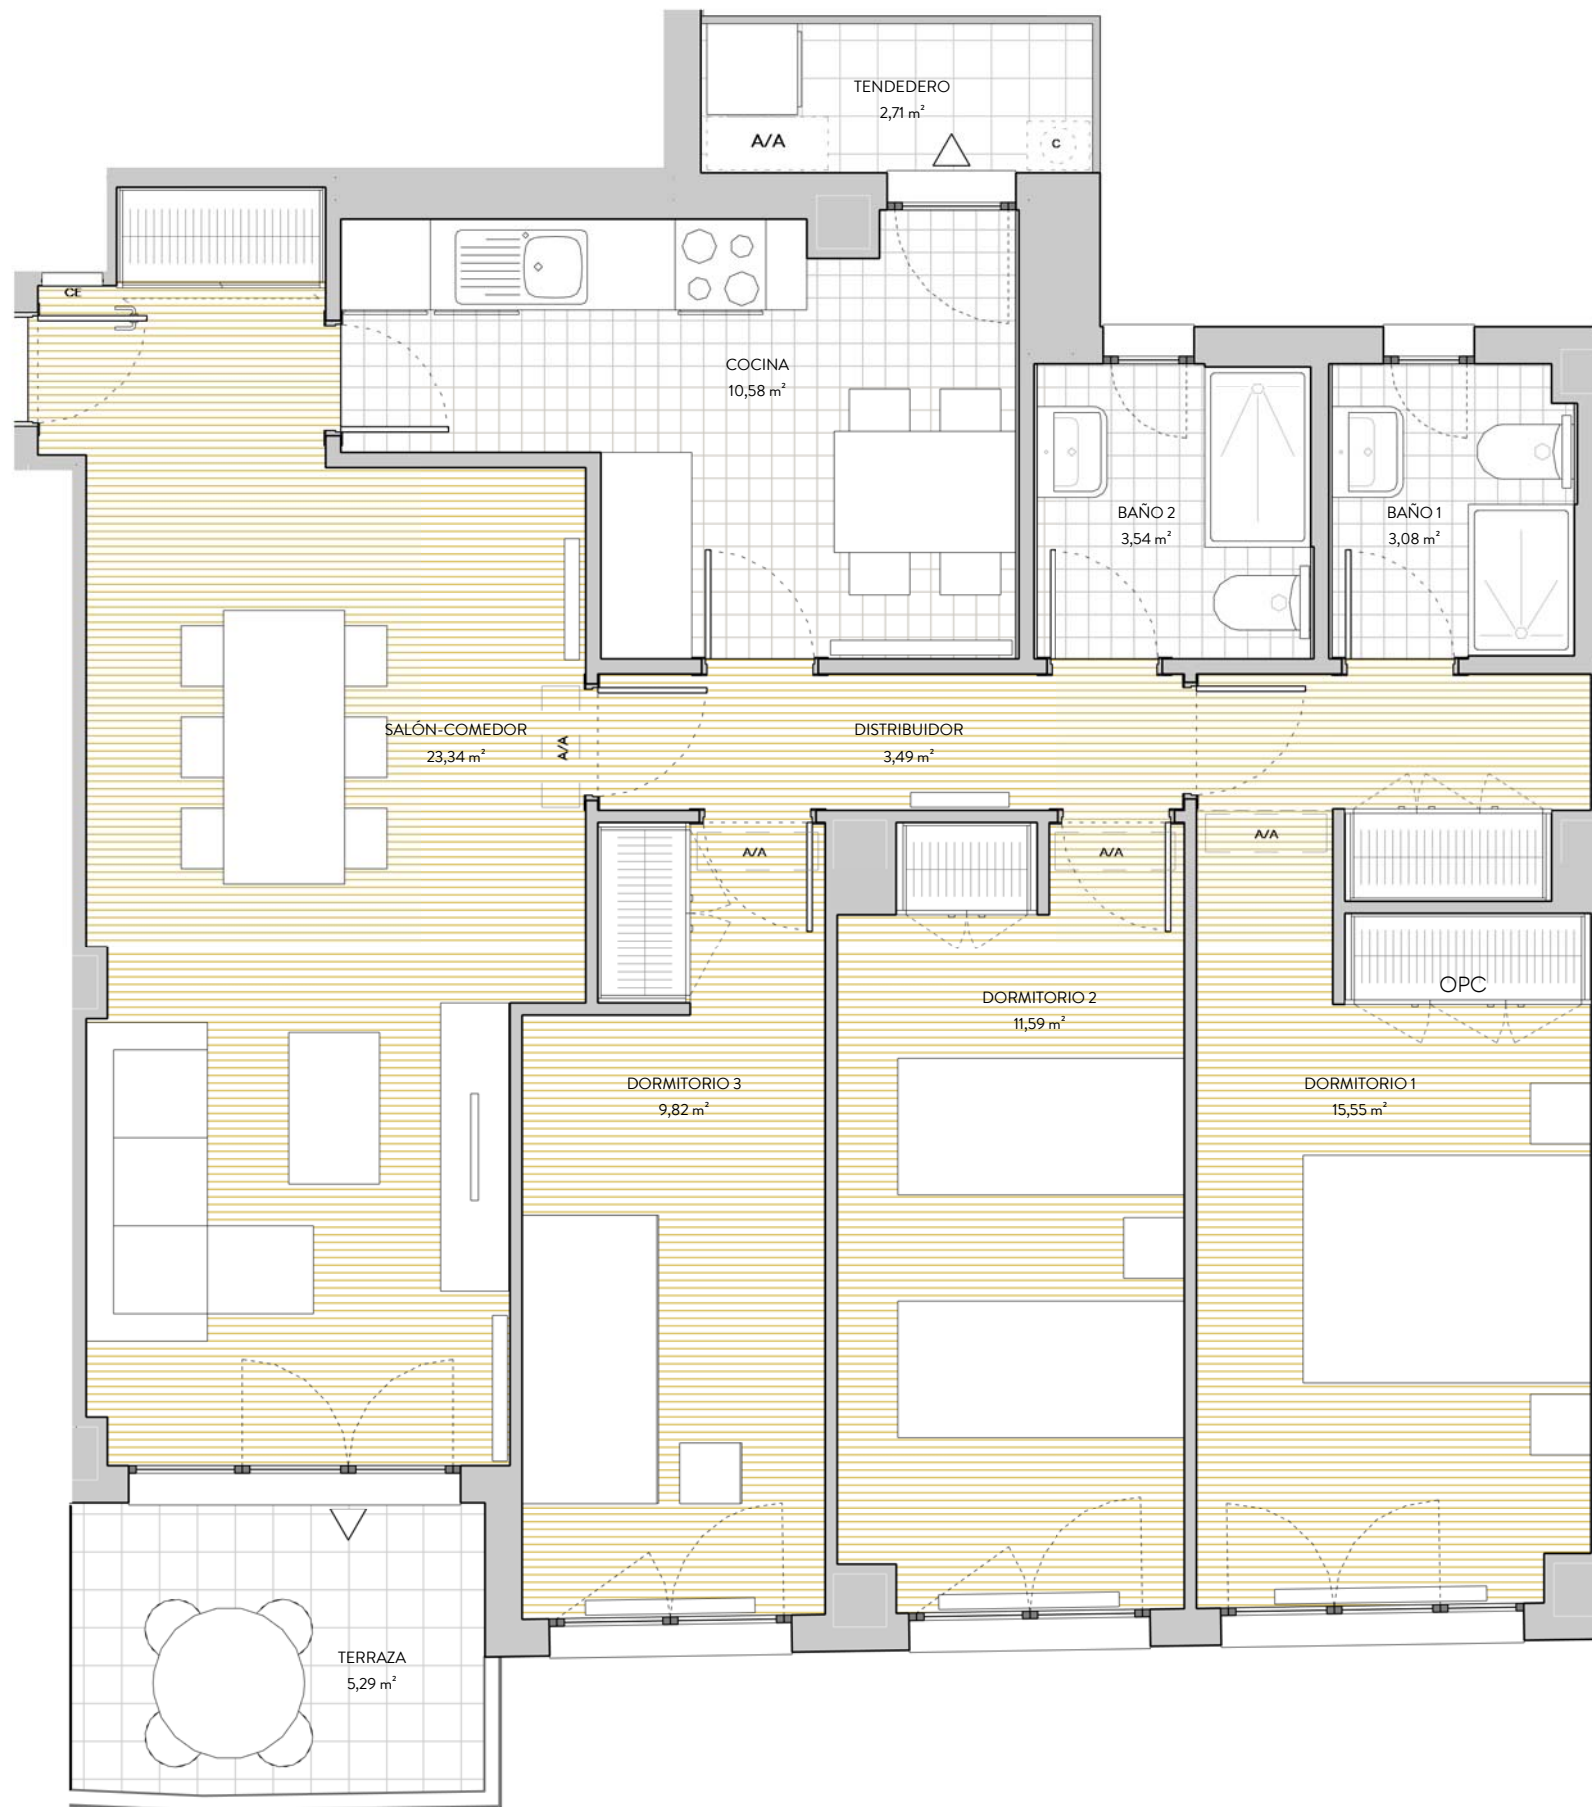 TENDEDERO
2,71 m²
A/A
C
CE
COCINA
10,58 m²
BAÑO 2
3,54 m²
BAÑO 1
3,08 m²
SALÓN-COMEDOR
23,34 m²
A/A
DISTRIBUIDOR
3,49 m²
A/A
A/A
A/A
OPC
DORMITORIO 2
11,59 m²
DORMITORIO 3
9,82 m²
DORMITORIO 1
15,55 m²
TERRAZA
5,29 m²